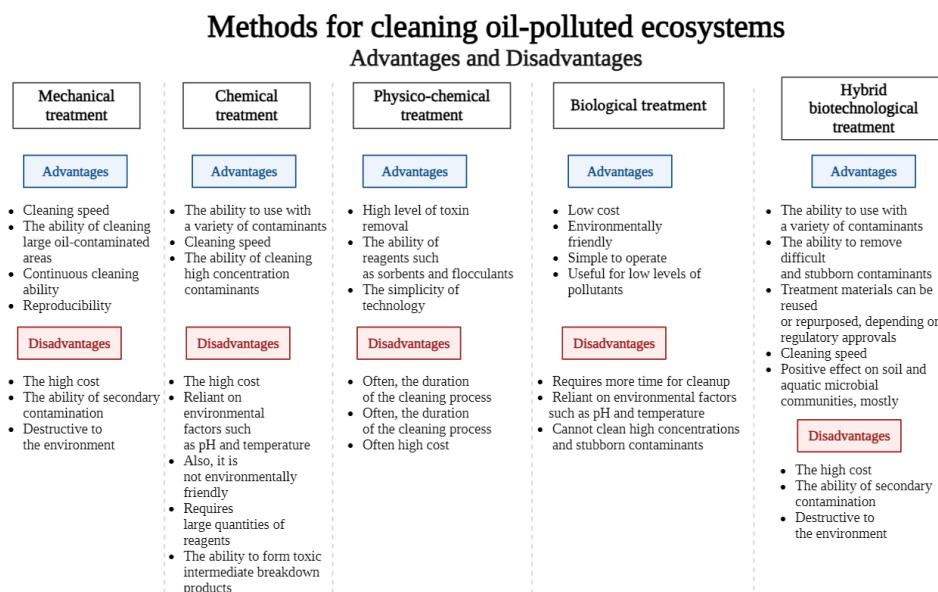 Methods for cleaning oil-polluted ecosystems
Advantages and Disadvantages
Mechanical
treatment
Advantages
• Cleaning speed
• The ability of cleaning
large oil-contaminated
areas
• Continuous cleaning
ability
• Reproducibility
Disadvantages
• The high cost
• The ability of secondary
contamination
• Destructive to
the environment
Chemical
treatment
Advantages
• The ability to use with
a variety of contaminants
• Cleaning speed
• The ability of cleaning
high concentration
contaminants
Disadvantages
• The high cost
• Reliant on
environmental
factors such
as pH and temperature
• Also, it is
not environmentally
friendly
• Requires
large quantities of
reagents
• The ability to form toxic
intermediate breakdown
products
Physico-chemical
treatment
Advantages
• High level of toxin
removal
• The ability of
reagents such
as sorbents and flocculants
• The simplicity of
technology
Disadvantages
• Often, the duration
of the cleaning process
• Often, the duration
of the cleaning process
• Often high cost
Biological treatment
Advantages
• Low cost
• Environmentally
friendly
• Simple to operate
• Useful for low levels of
pollutants
Disadvantages
• Requires more time for cleanup
• Reliant on environmental factors
such as pH and temperature
• Cannot clean high concentrations
and stubborn contaminants
Hybrid
biotechnological
treatment
Advantages
• The ability to use with
a variety of contaminants
• The ability to remove
difficult
and stubborn contaminants
• Treatment materials can be
reused
or repurposed, depending on
regulatory approvals
• Cleaning speed
• Positive effect on soil and
aquatic microbial
communities, mostly
Disadvantages
• The high cost
• The ability of secondary
contamination
• Destructive to
the environment